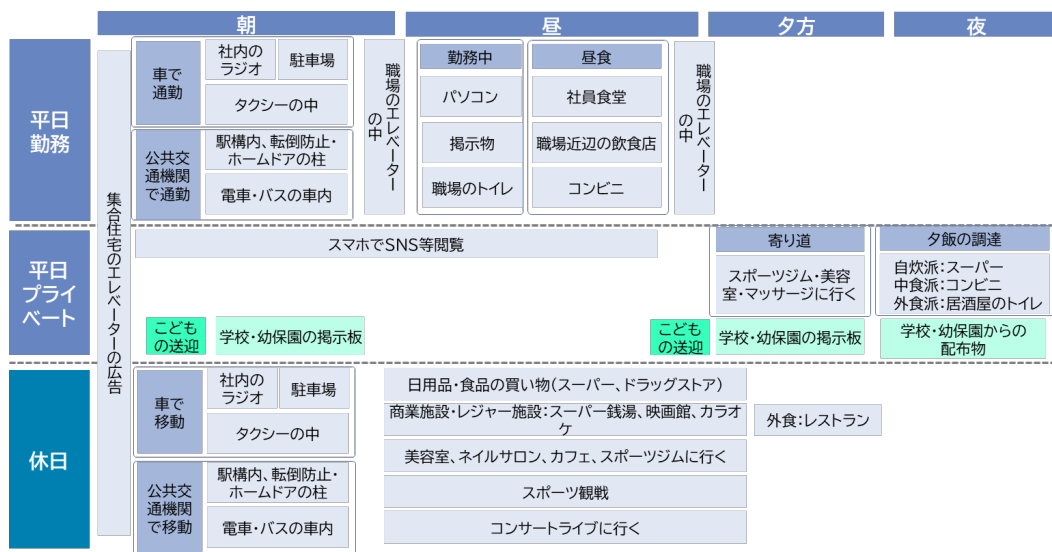 朝
昼
夕方
夜
平日
勤務
集合住宅のエレベーターの広告
車で
通勤
社内の
ラジオ
駐車場
タクシーの中
公共交
通機関
で通勤
駅構内、転倒防止・
ホームドアの柱
電車・バスの車内
職場のエレベーター
の中
勤務中
パソコン
掲示物
職場のトイレ
昼食
社員食堂
職場近辺の飲食店
コンビニ
職場のエレベーター
の中
平日
プライ
ベート
スマホでSNS等閲覧
こども
の送迎
学校・幼保園の掲示板
こども
の送迎
寄り道
スポーツジム・美容
室・マッサージに行く
学校・幼保園の掲示板
夕飯の調達
自炊派:スーパー
中食派:コンビニ
外食派:居酒屋のトイレ
学校・幼保園からの
配布物
休日
車で
移動
社内の
ラジオ
駐車場
タクシーの中
公共交
通機関
で移動
駅構内、転倒防止・
ホームドアの柱
電車・バスの車内
日用品・食品の買い物(スーパー、ドラッグストア)
商業施設・レジャー施設:スーパー銭湯、映画館、カラオ
ケ
外食:レストラン
美容室、ネイルサロン、カフェ、スポーツジムに行く
スポーツ観戦
コンサートライブに行く